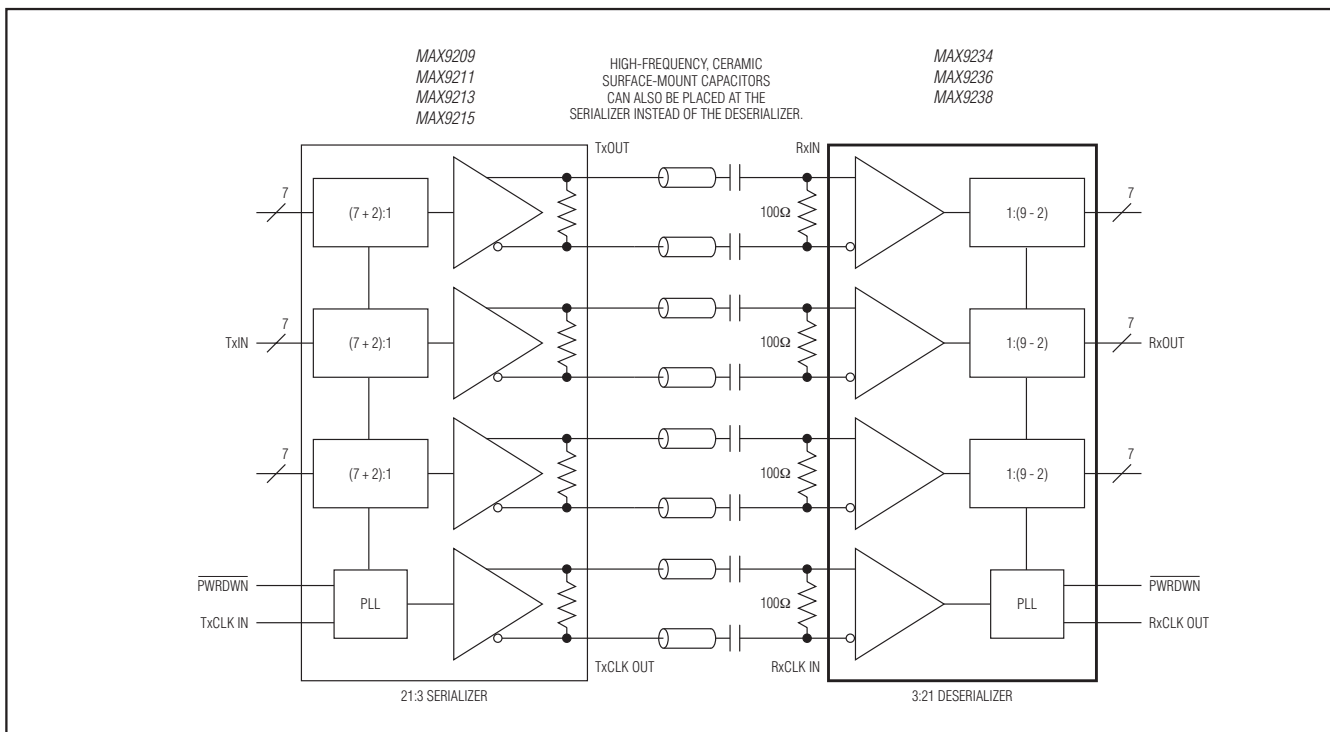 MAX9209
MAX9211
MAX9213
MAX9215
HIGH-FREQUENCY, CERAMIC
SURFACE-MOUNT CAPACITORS
CAN ALSO BE PLACED AT THE
SERIALIZER INSTEAD OF THE DESERIALIZER.
MAX9234
MAX9236
MAX9238
TxOUT
RxIN
7
(7 + 2):1
100Ω
1:(9 - 2)
7
TxIN
7
(7 + 2):1
100Ω
1:(9 - 2)
7
RxOUT
7
(7 + 2):1
100Ω
1:(9 - 2)
7
PWRDWN
TxCLK IN
PLL
100Ω
PLL
PWRDWN
RxCLK OUT
TxCLK OUT
RxCLK IN
21:3 SERIALIZER
3:21 DESERIALIZER